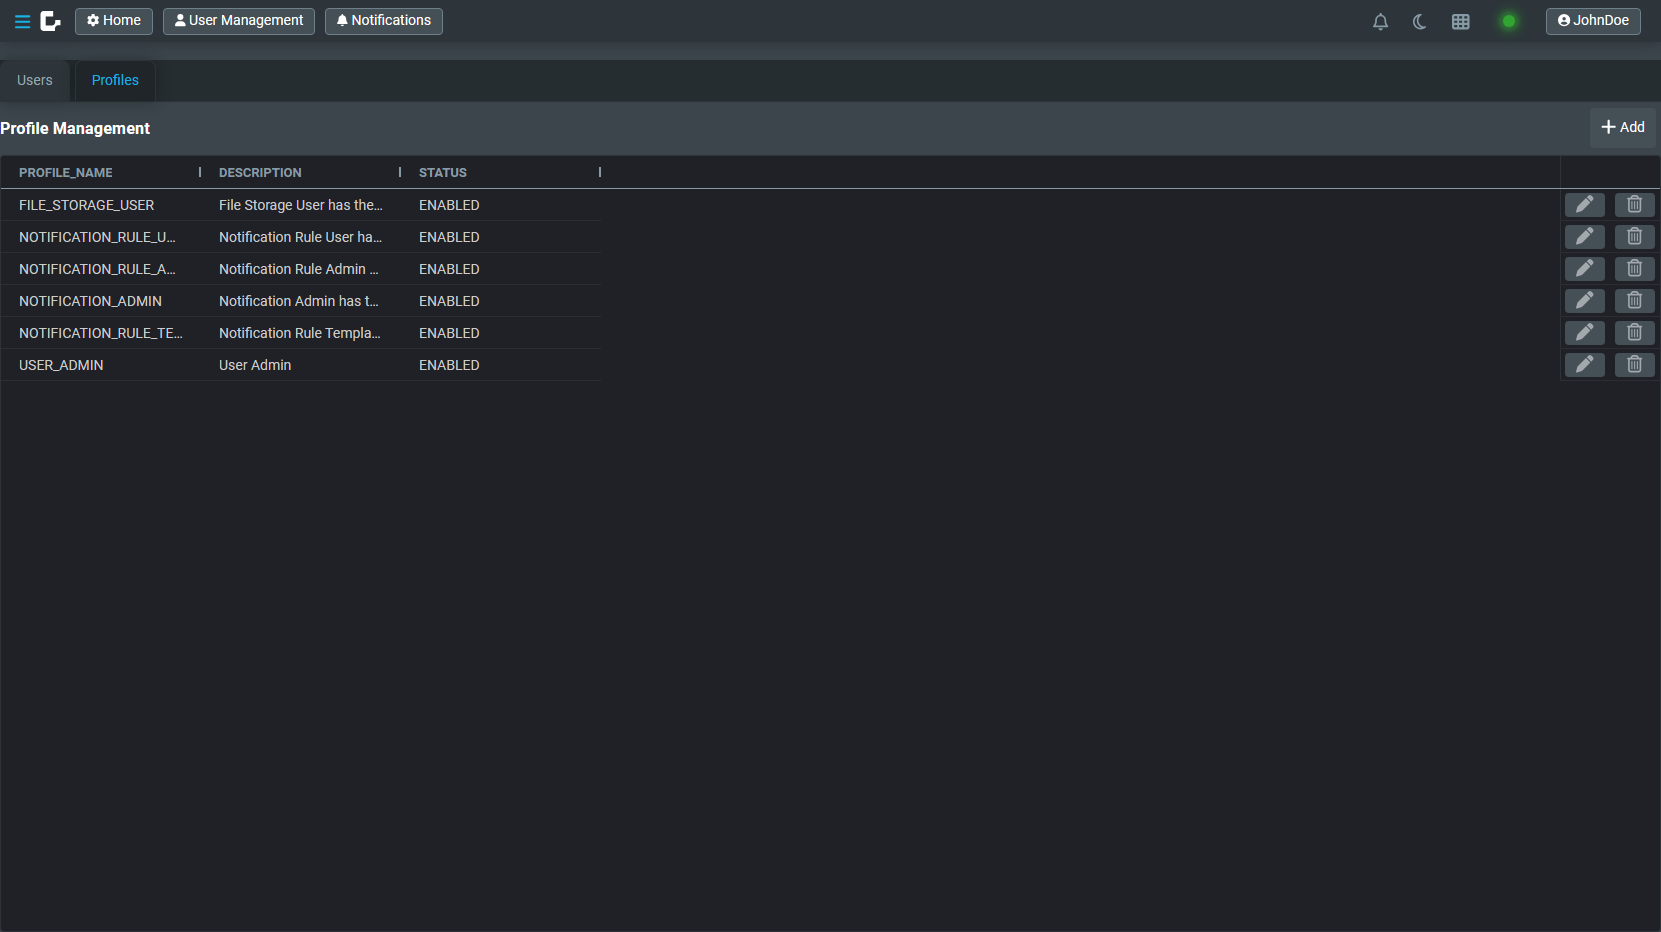 Home User Management Notifications JohnDoe
Users Profiles
Profile Management Add
PROFILE_NAME DESCRIPTION STATUS
FILE_STORAGE_USER File Storage User has the... ENABLED
NOTIFICATION_RULE_U... Notification Rule User ha... ENABLED
NOTIFICATION_RULE_A... Notification Rule Admin ... ENABLED
NOTIFICATION_ADMIN Notification Admin has t... ENABLED
NOTIFICATION_RULE_TE... Notification Rule Templa... ENABLED
USER_ADMIN User Admin ENABLED